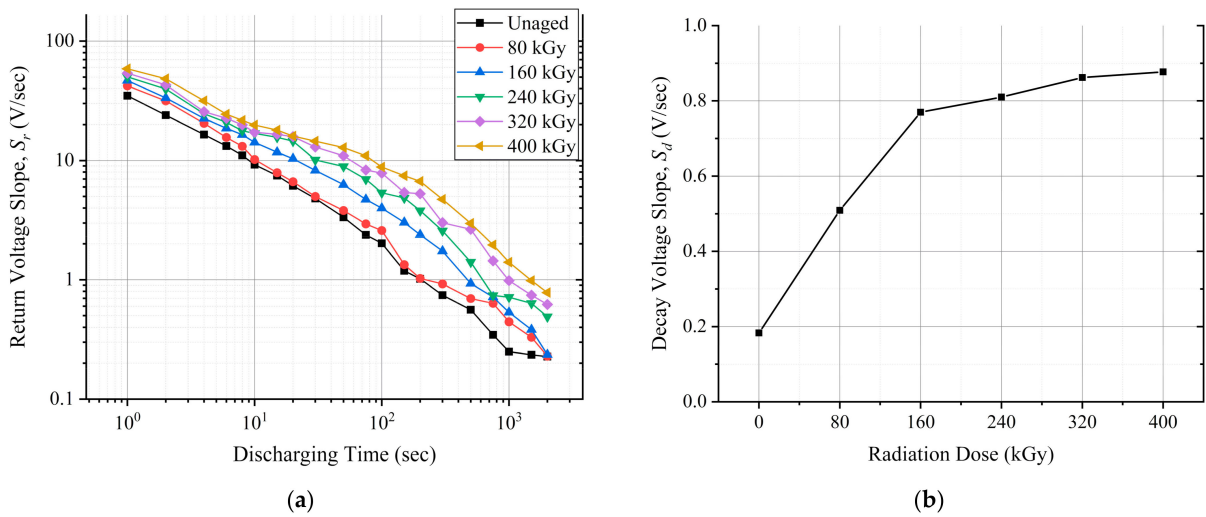 Unaged
80 kGy
160 kGy
240 kGy
320 kGy
400 kGy
Return Voltage Slope, Sᵣ (V/sec)
100
10
1
0.1
10⁰
10¹
10²
10³
Discharging Time (sec)
(a)
Decay Voltage Slope, S_d (V/sec)
1.0
0.8
0.6
0.4
0.2
0.0
0
80
160
240
320
400
Radiation Dose (kGy)
(b)